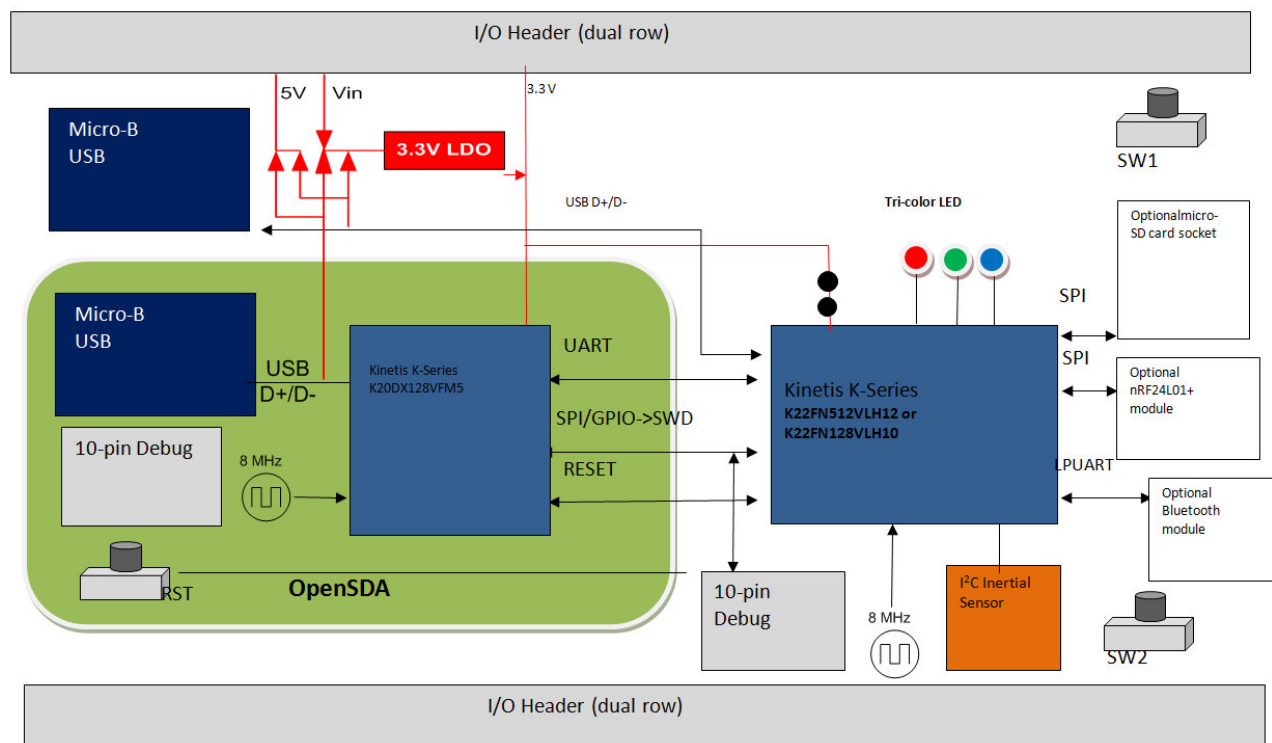 I/O Header (dual row)
5V
Vin
3.3 V
Micro-B
USB
3.3V LDO
SW1
USB D+/D-
Tri-color LED
Optionalmicro-
SD card socket
SPI
Micro-B
USB
USB
D+/D-
Kinetis K-Series
K20DX128VFM5
UART
SPI/GPIO->SWD
RESET
Kinetis K-Series
K22FN512VLH12 or
K22FN128VLH10
SPI
Optional
nRF24L01+
module
LPUART
Optional
Bluetooth
module
10-pin Debug
8 MHz
RST
OpenSDA
10-pin
Debug
8 MHz
I²C Inertial
Sensor
SW2
I/O Header (dual row)